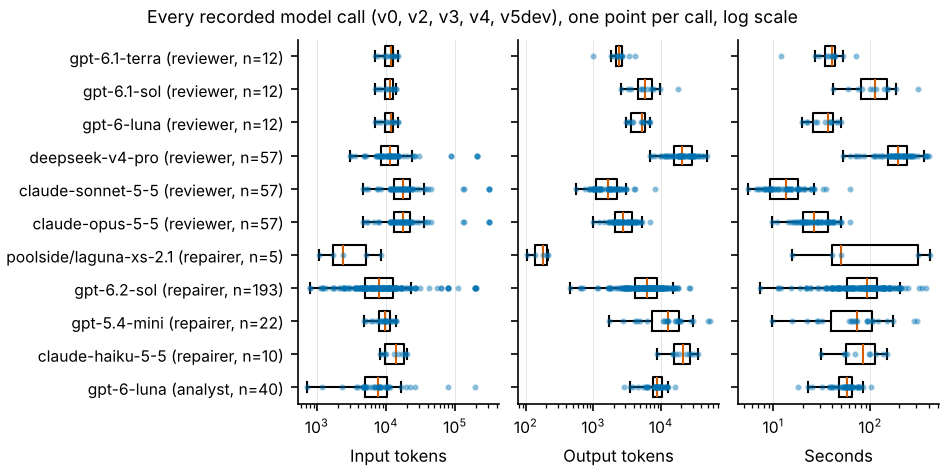 Every recorded model call (v0, v2, v3, v4, v5dev), one point per call, log scale
gpt-6.1-terra (reviewer, n=12)
gpt-6.1-sol (reviewer, n=12)
gpt-6-luna (reviewer, n=12)
deepseek-v4-pro (reviewer, n=57)
claude-sonnet-5-5 (reviewer, n=57)
claude-opus-5-5 (reviewer, n=57)
poolside/laguna-xs-2.1 (repairer, n=5)
gpt-6.2-sol (repairer, n=193)
gpt-5.4-mini (repairer, n=22)
claude-haiku-5-5 (repairer, n=10)
gpt-6-luna (analyst, n=40)
10³ 10⁴ 10⁵ 10² 10³ 10⁴ 10¹ 10²
Input tokens Output tokens Seconds